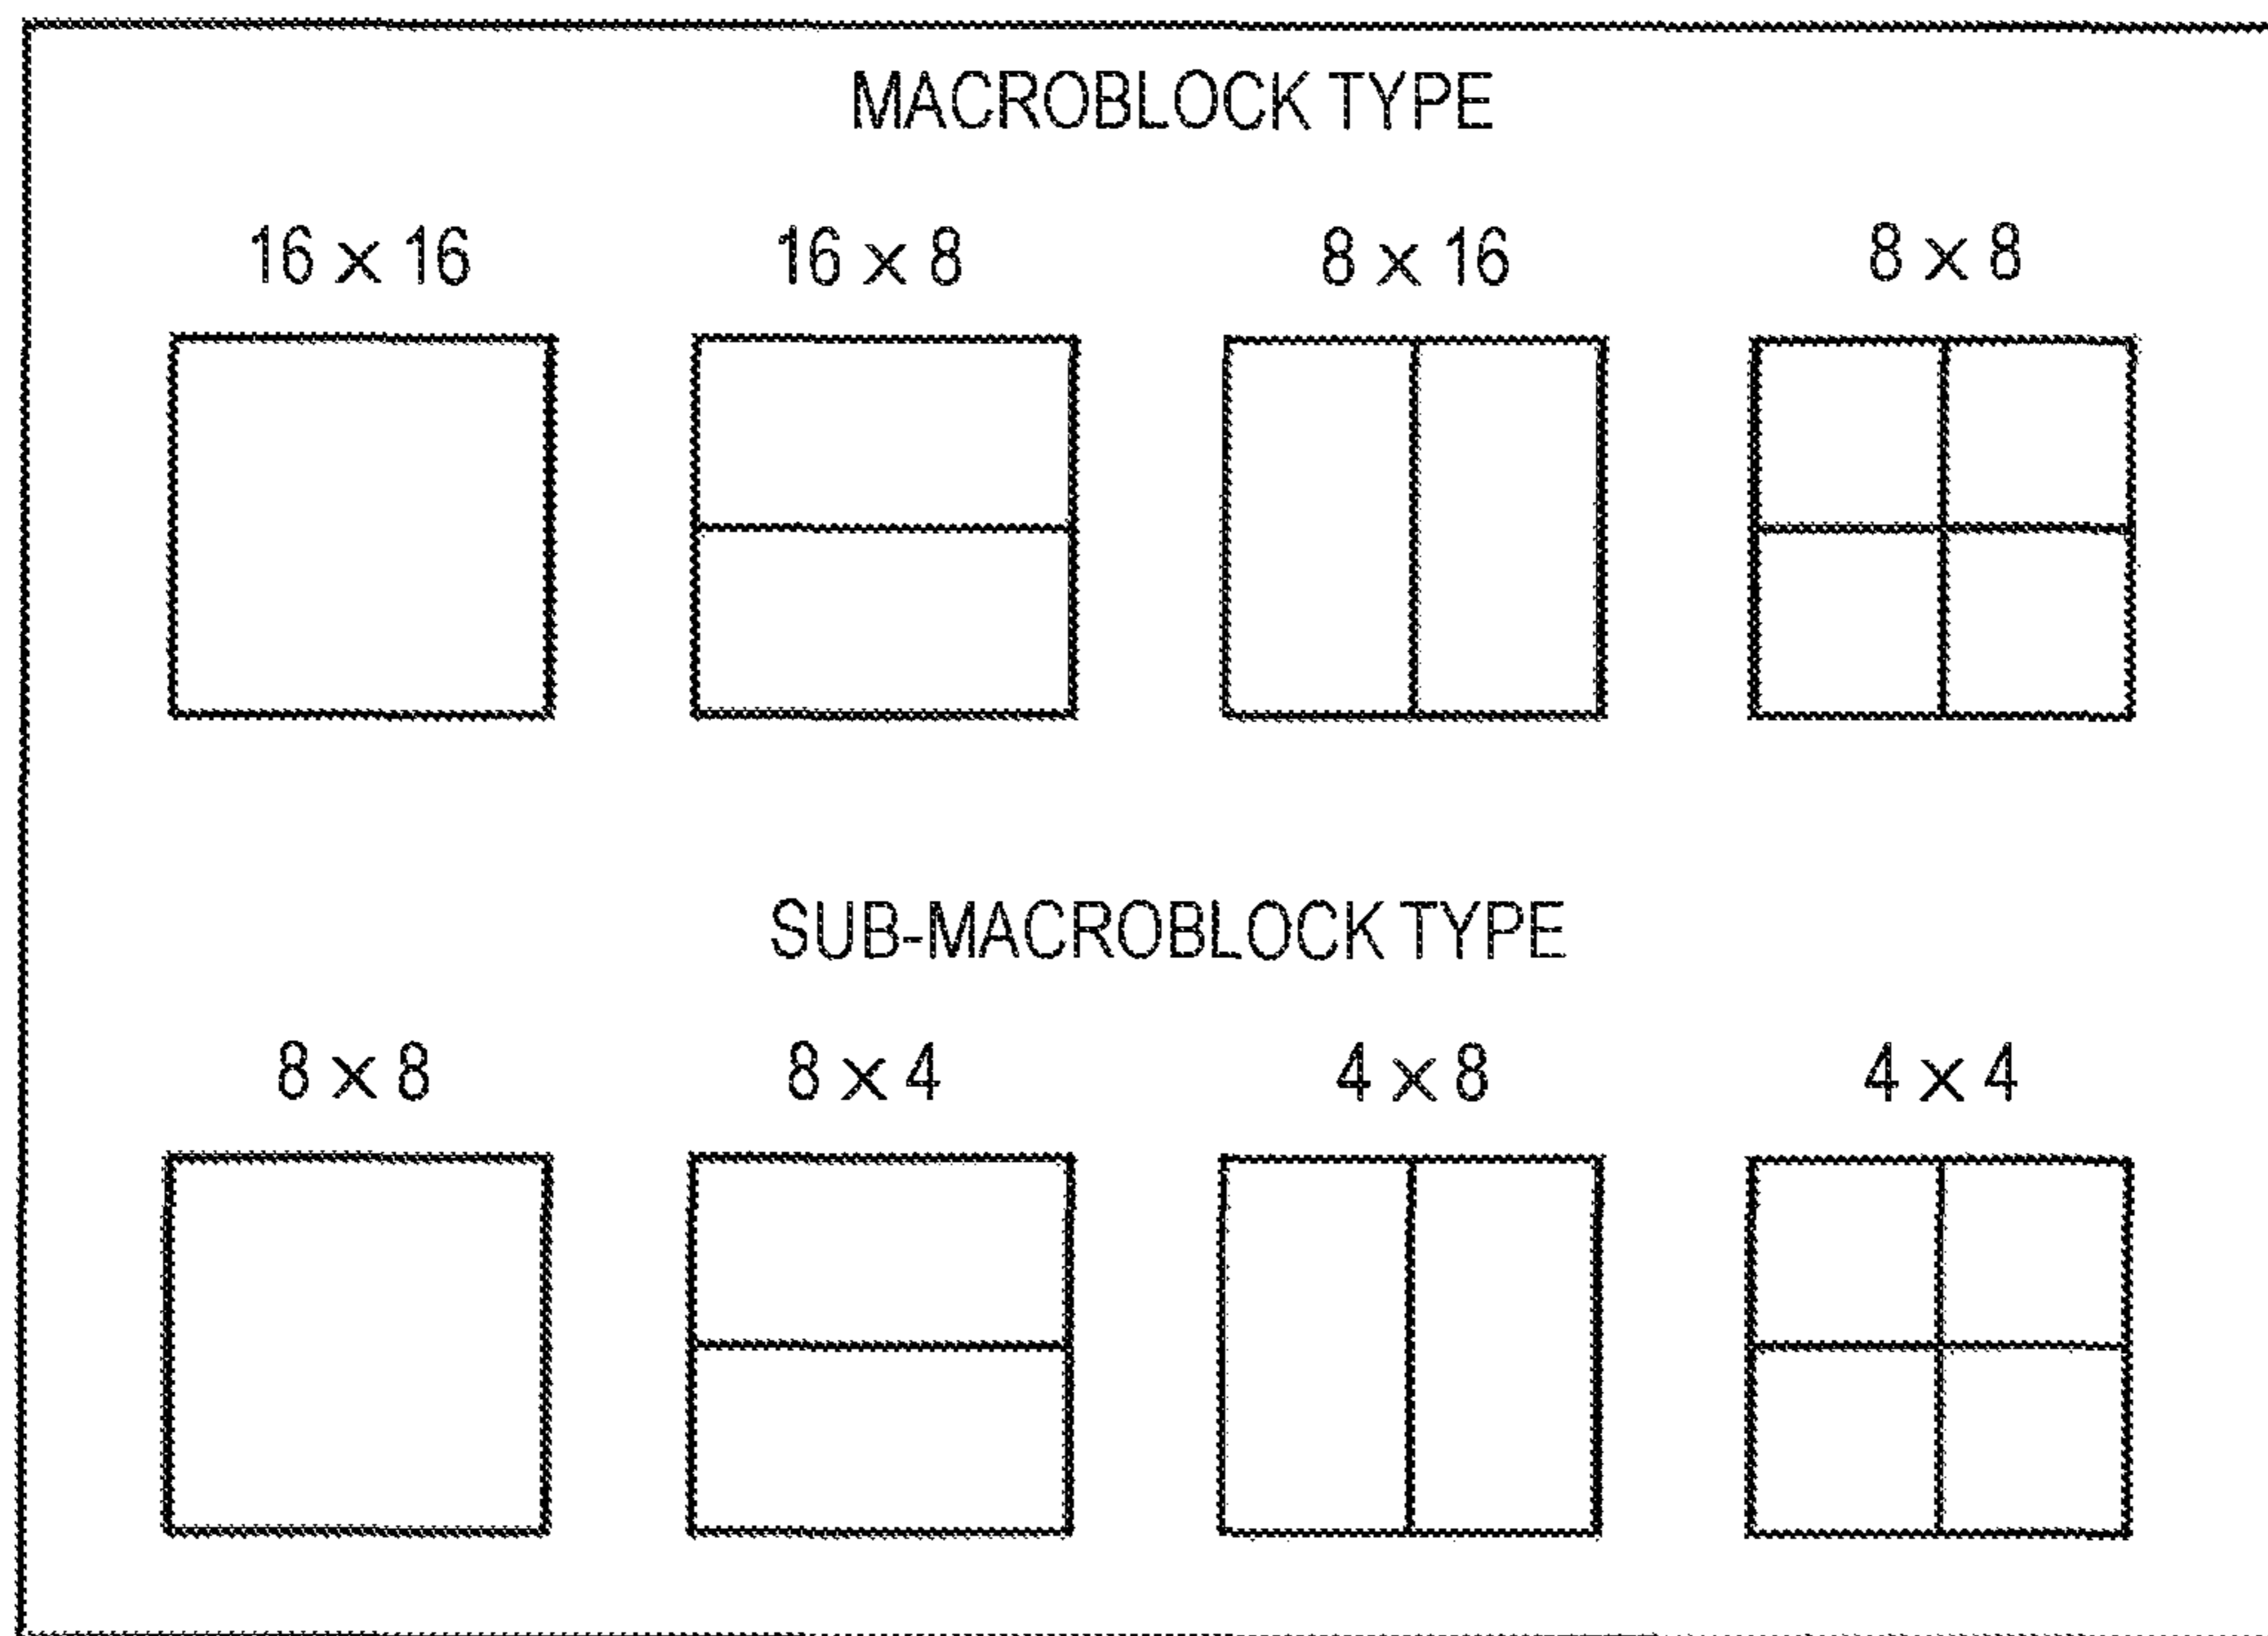 MACROBLOCK TYPE
16 × 16 16 × 8 8 × 16 8 × 8
SUB-MACROBLOCK TYPE
8 × 8 8 × 4 4 × 8 4 × 4